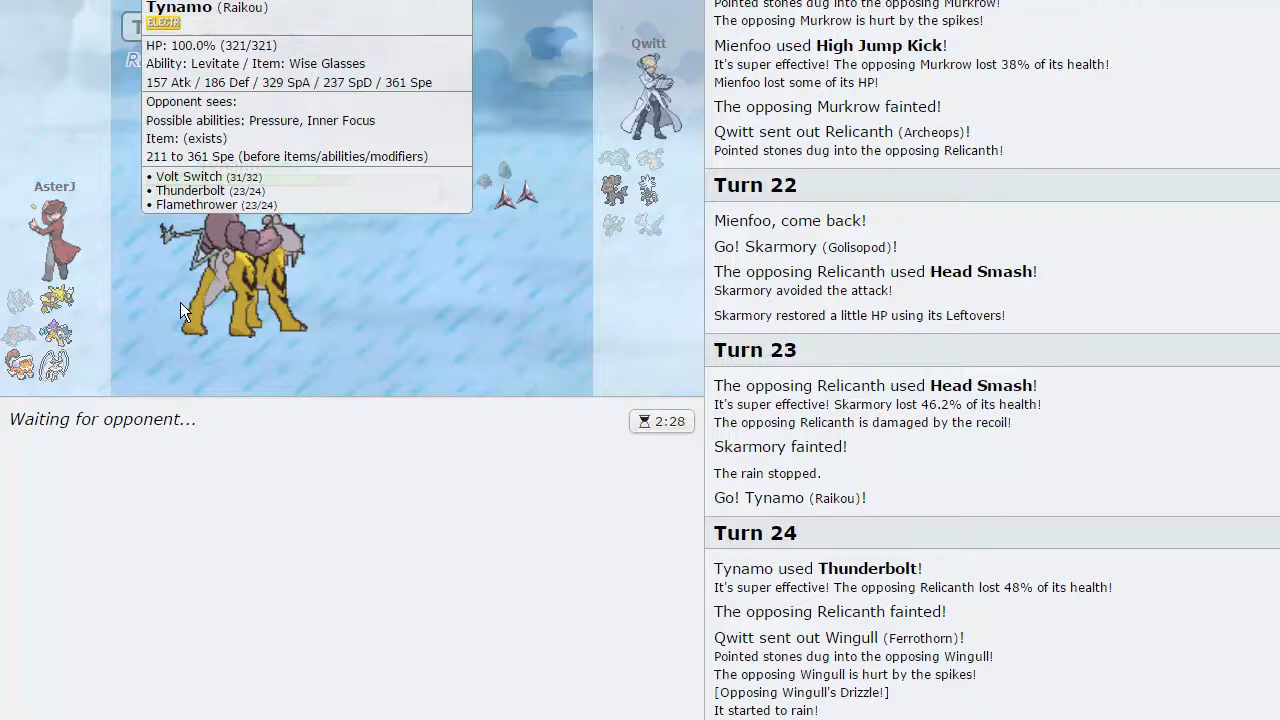 Tynamo (Raikou)
ELECTR
HP: 100.0% (321/321)
Ability: Levitate / Item: Wise Glasses
157 Atk / 186 Def / 329 SpA / 237 SpD / 361 Spe
Opponent sees:
Possible abilities: Pressure, Inner Focus
Item: (exists)
211 to 361 Spe (before items/abilities/modifiers)
• Volt Switch (31/32)
• Thunderbolt (23/24)
• Flamethrower (23/24)
Qwitt
AsterJ
Waiting for opponent...
2:28
Pointed stones dug into the opposing Murkrow!
The opposing Murkrow is hurt by the spikes!
Mienfoo used High Jump Kick!
It's super effective! The opposing Murkrow lost 38% of its health!
Mienfoo lost some of its HP!
The opposing Murkrow fainted!
Qwitt sent out Relicanth (Archeops)!
Pointed stones dug into the opposing Relicanth!
Turn 22
Mienfoo, come back!
Go! Skarmory (Golisopod)!
The opposing Relicanth used Head Smash!
Skarmory avoided the attack!
Skarmory restored a little HP using its Leftovers!
Turn 23
The opposing Relicanth used Head Smash!
It's super effective! Skarmory lost 46.2% of its health!
The opposing Relicanth is damaged by the recoil!
Skarmory fainted!
The rain stopped.
Go! Tynamo (Raikou)!
Turn 24
Tynamo used Thunderbolt!
It's super effective! The opposing Relicanth lost 48% of its health!
The opposing Relicanth fainted!
Qwitt sent out Wingull (Ferrothorn)!
Pointed stones dug into the opposing Wingull!
The opposing Wingull is hurt by the spikes!
[Opposing Wingull's Drizzle!]
It started to rain!